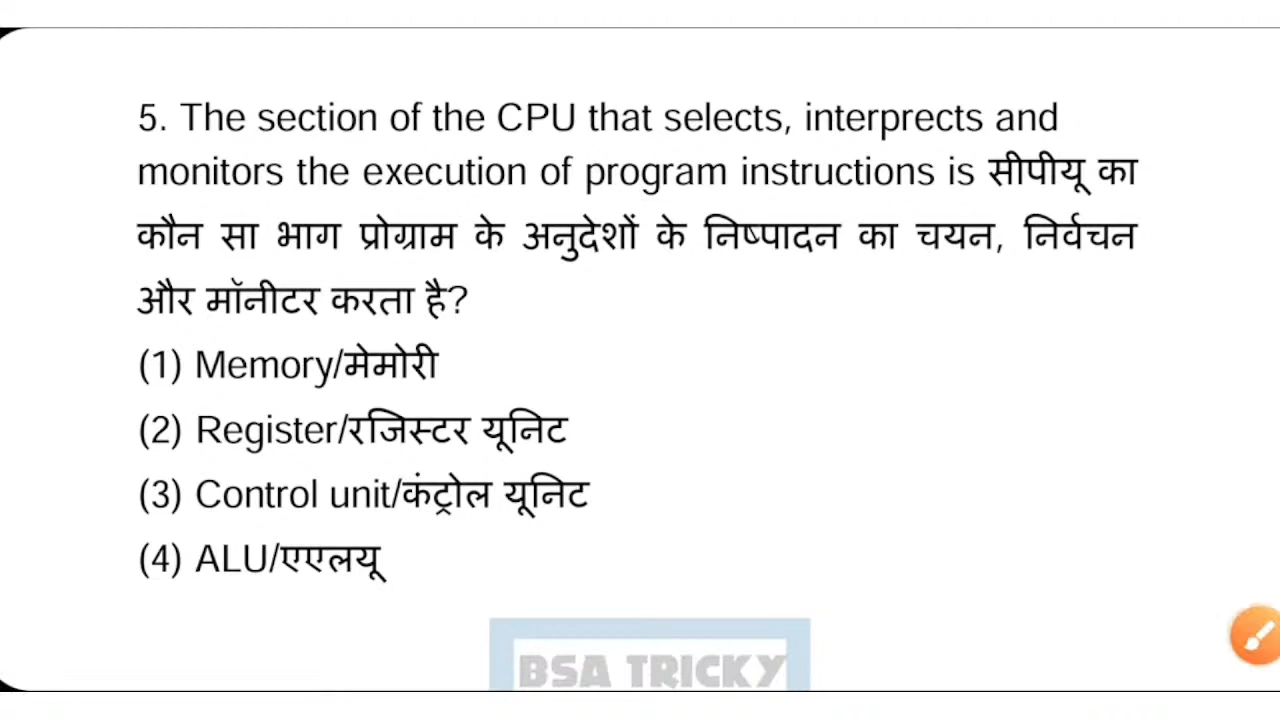 5. The section of the CPU that selects, interprects and
monitors the execution of program instructions is सीपीयू का
कौन सा भाग प्रोग्राम के अनुदेशों के निष्पादन का चयन, निर्वचन
और मॉनीटर करता है?
(1) Memory/मेमोरी
(2) Register/रजिस्टर यूनिट
(3) Control unit/कंट्रोल यूनिट
(4) ALU/एएलयू
BSA TRICKY